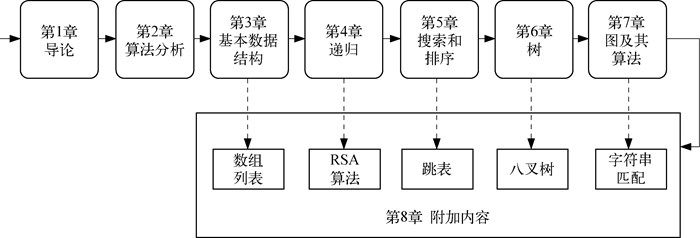 第1章
导论
第2章
算法分析
第3章
基本数据
结构
第4章
递归
第5章
搜索和
排序
第6章
树
第7章
图及其
算法
数组
列表
RSA
算法
跳表
八叉树
字符串
匹配
第8章 附加内容